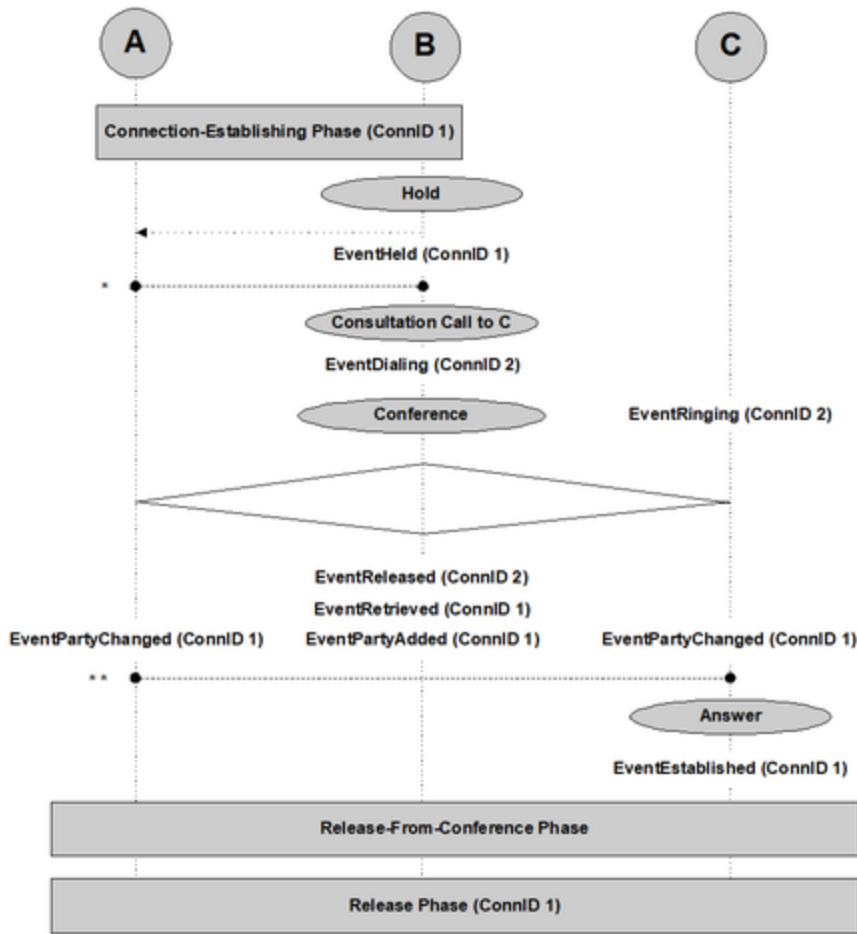 A
B
C
Connection-Establishing Phase (ConnID 1)
Hold
EventHeld (ConnID 1)
*
Consultation Call to C
EventDialing (ConnID 2)
Conference
EventRinging (ConnID 2)
EventReleased (ConnID 2)
EventRetrieved (ConnID 1)
EventPartyChanged (ConnID 1)
EventPartyAdded (ConnID 1)
EventPartyChanged (ConnID 1)
**
Answer
EventEstablished (ConnID 1)
Release-From-Conference Phase
Release Phase (ConnID 1)